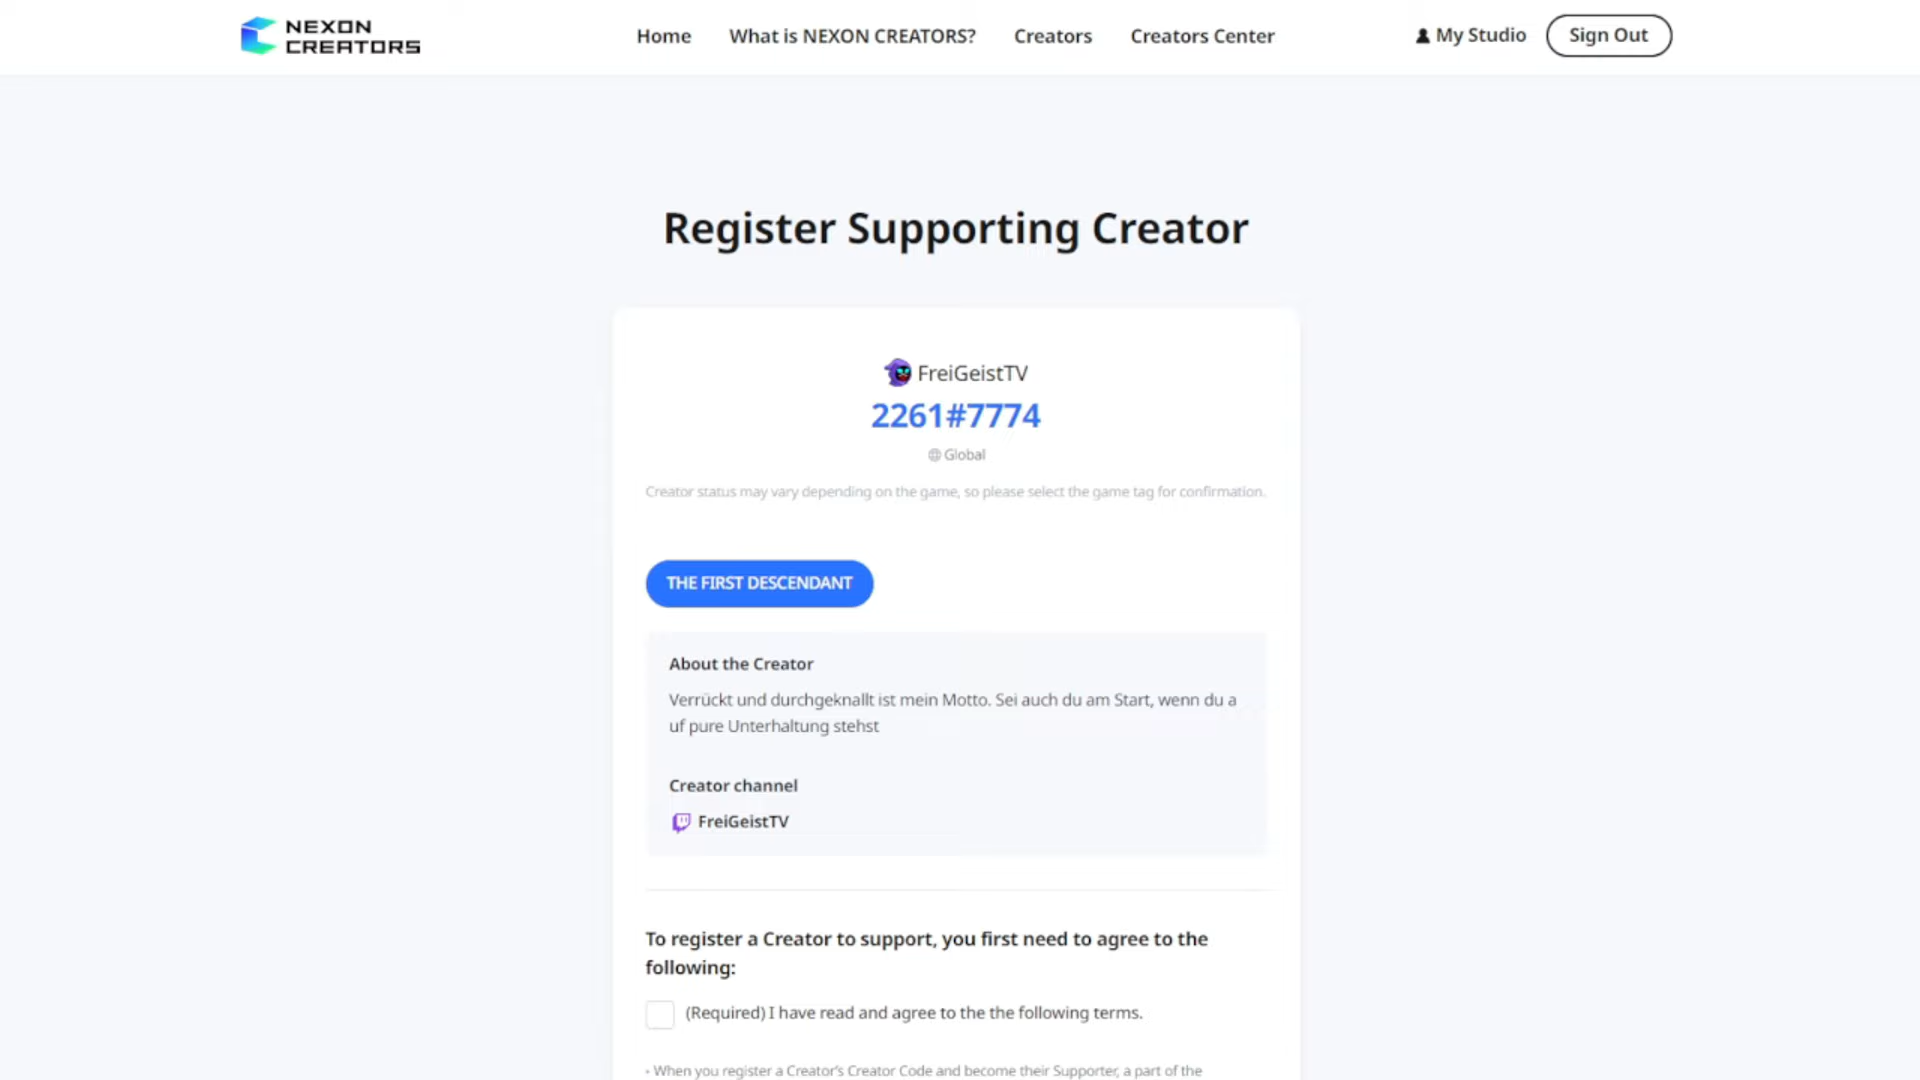 NEXON
CREATORS
Home
What is NEXON CREATORS?
Creators
Creators Center
My Studio
Sign Out
Register Supporting Creator
FreiGeistTV
2261#7774
Global
Creator status may vary depending on the game, so please select the game tag for confirmation.
THE FIRST DESCENDANT
About the Creator
Verrückt und durchgeknallt ist mein Motto. Sei auch du am Start, wenn du a
uf pure Unterhaltung stehst
Creator channel
FreiGeistTV
To register a Creator to support, you first need to agree to the
following:
(Required) I have read and agree to the the following terms.
• When you register a Creator's Creator Code and become their Supporter, a part of the